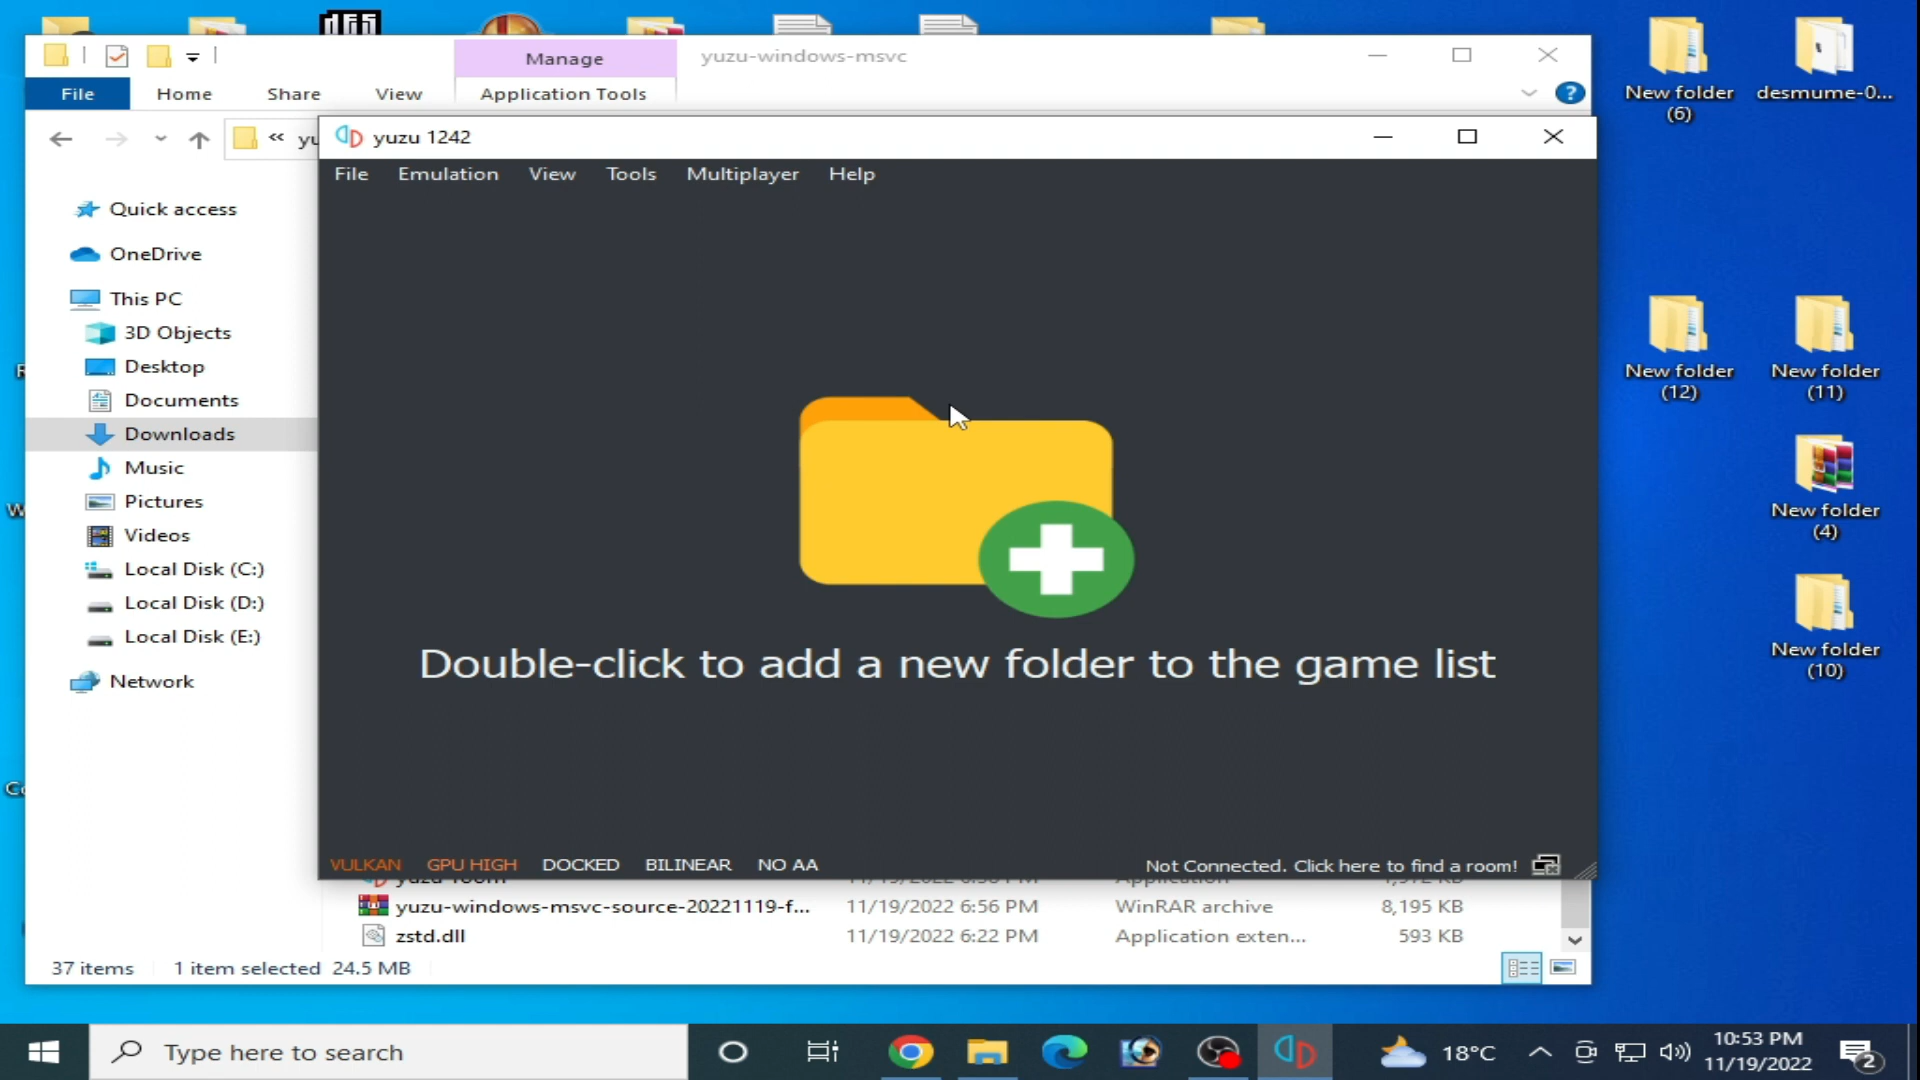 Manage
yuzu-windows-msvc
File
Home
Share
View
Application Tools
«
yuzu 1242
File
Emulation
View
Tools
Multiplayer
Help
Quick access
OneDrive
This PC
3D Objects
Desktop
Documents
Downloads
Music
Pictures
Videos
Local Disk (C:)
Local Disk (D:)
Local Disk (E:)
Network
Double-click to add a new folder to the game list
VULKAN
GPU HIGH
DOCKED
BILINEAR
NO AA
Not Connected. Click here to find a room!
yuzu-windows-msvc-source-20221119-f... 11/19/2022 6:56 PM WinRAR archive 8,195 KB
zstd.dll 11/19/2022 6:22 PM Application exten... 593 KB
37 items
1 item selected 24.5 MB
New folder
(6)
desmume-0...
New folder
(12)
New folder
(11)
New folder
(4)
New folder
(10)
Type here to search
18°C
10:53 PM
11/19/2022
2